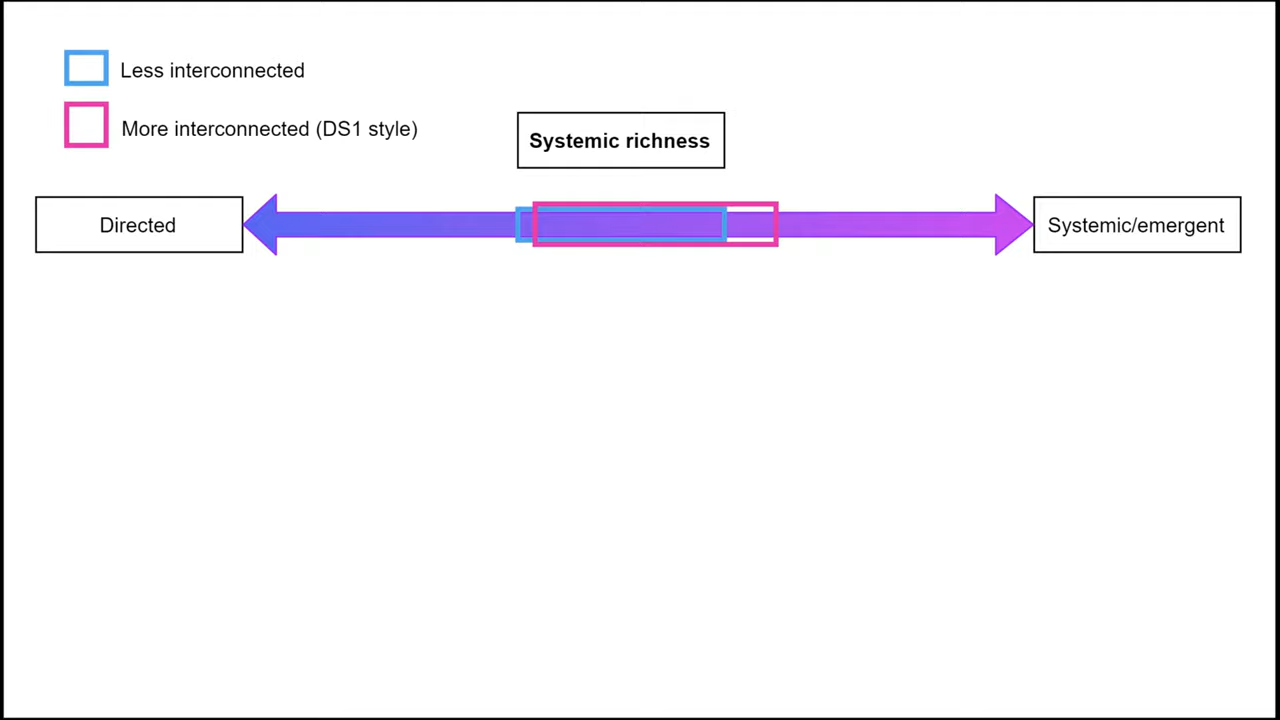 Less interconnected
More interconnected (DS1 style)
Systemic richness
Directed
Systemic/emergent